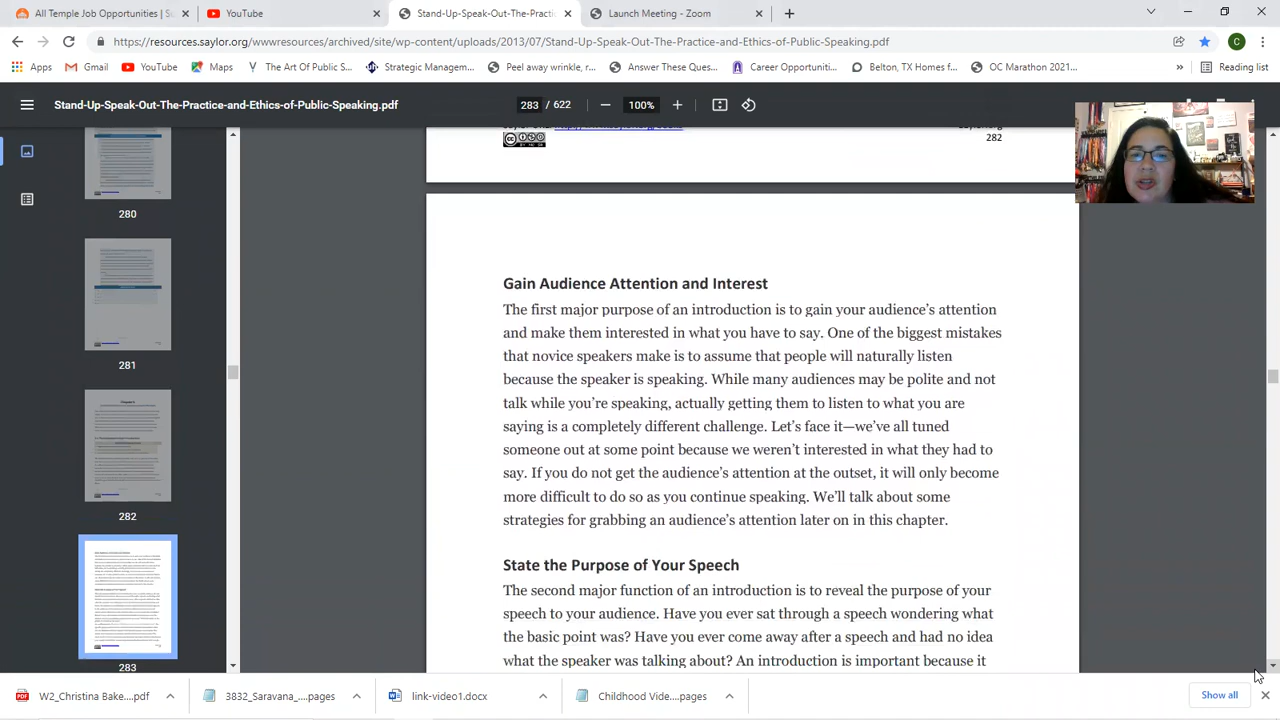 All Temple Job Opportunities | Sc
YouTube
Stand-Up-Speak-Out-The-Practic
Launch Meeting - Zoom
https://resources.saylor.org/wwwresources/archived/site/wp-content/uploads/2013/07/Stand-Up-Speak-Out-The-Practice-and-Ethics-of-Public-Speaking.pdf
C
Apps
Gmail
YouTube
Maps
The Art Of Public S...
Strategic Managem...
Peel away wrinkle, r...
Answer These Que...
Career Opportuniti...
Belton, TX Homes f...
OC Marathon 2021...
Reading list
Stand-Up-Speak-Out-The-Practice-and-Ethics-of-Public-Speaking.pdf
283 / 622
100%
282
280
281
282
283
Gain Audience Attention and Interest
The first major purpose of an introduction is to gain your audience’s attention
and make them interested in what you have to say. One of the biggest mistakes
that novice speakers make is to assume that people will naturally listen
because the speaker is speaking. While many audiences may be polite and not
talk while you’re speaking, actually getting them to listen to what you are
saying is a completely different challenge. Let’s face it—we’ve all tuned
someone out at some point because we weren’t interested in what they had to
say. If you do not get the audience’s attention at the outset, it will only become
more difficult to do so as you continue speaking. We’ll talk about some
strategies for grabbing an audience’s attention later on in this chapter.
State the Purpose of Your Speech
The second major function of an introduction is to reveal the purpose of your
speech to your audience. Have you ever sat through a speech wondering what
the basic point was? Have you ever come away after a speech and had no idea
what the speaker was talking about? An introduction is important because it
W2_Christina Bake....pdf
3832_Saravana_....pages
link-video1.docx
Childhood Vide....pages
Show all